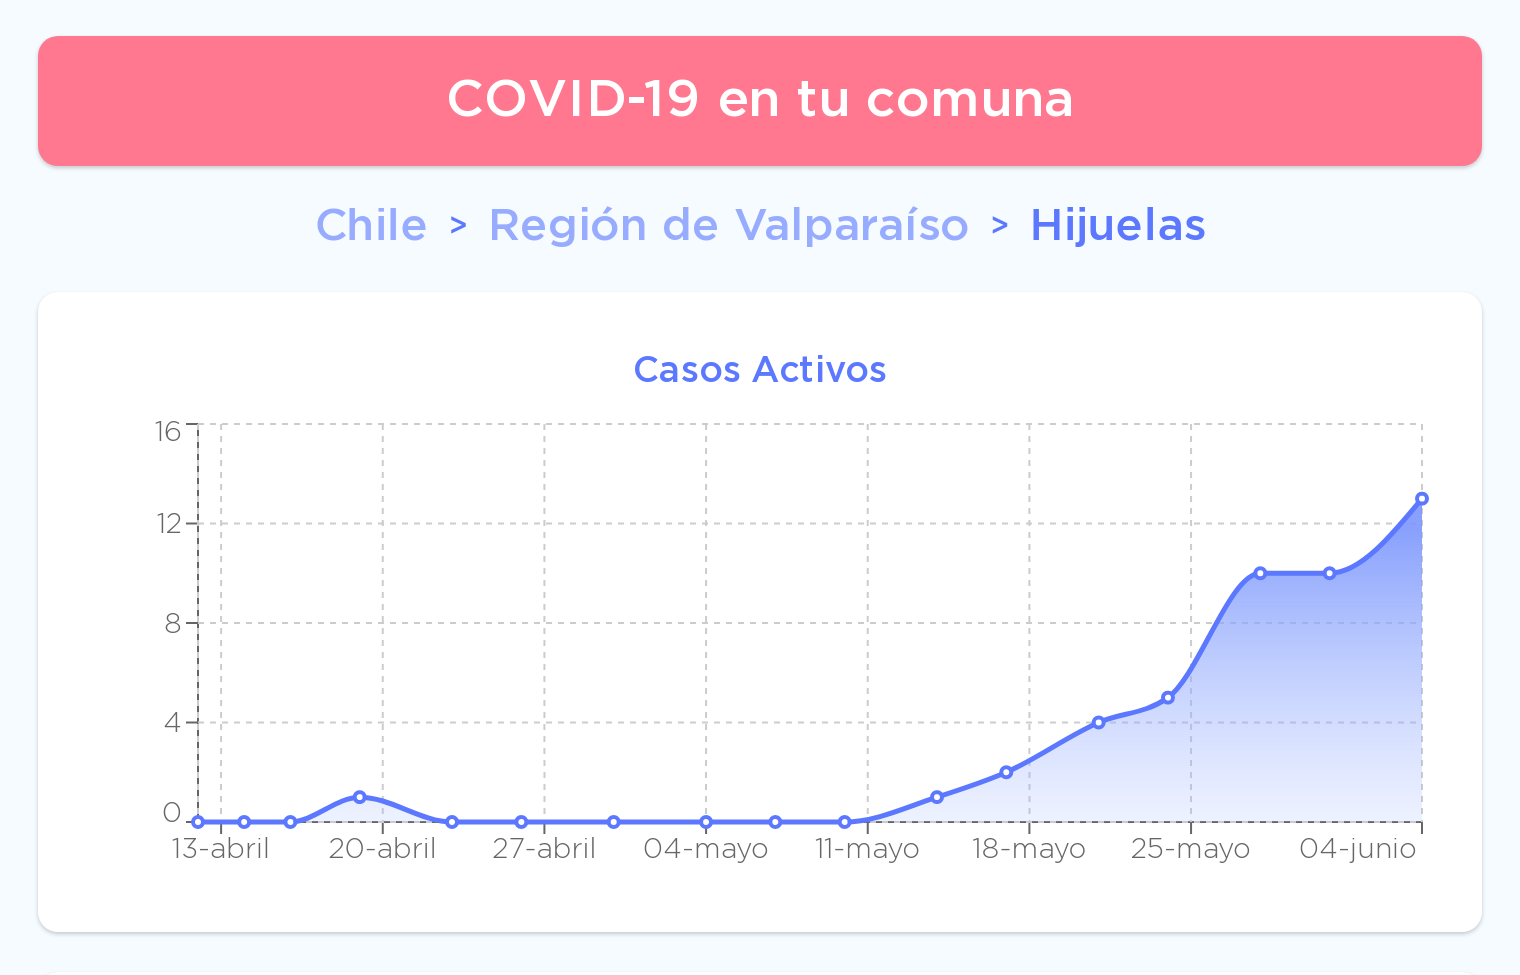 COVID-19 en tu comuna
Chile > Región de Valparaíso > Hijuelas
Casos Activos
16
12
8
4
0
13-abril 20-abril 27-abril 04-mayo 11-mayo 18-mayo 25-mayo 04-junio